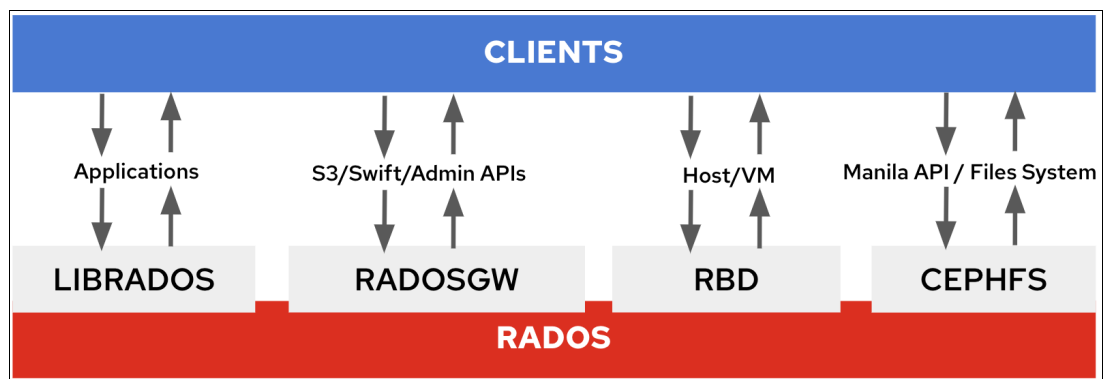 CLIENTS
Applications
S3/Swift/Admin APIs
Host/VM
Manila API / Files System
LIBRADOS
RADOSGW
RBD
CEPHFS
RADOS